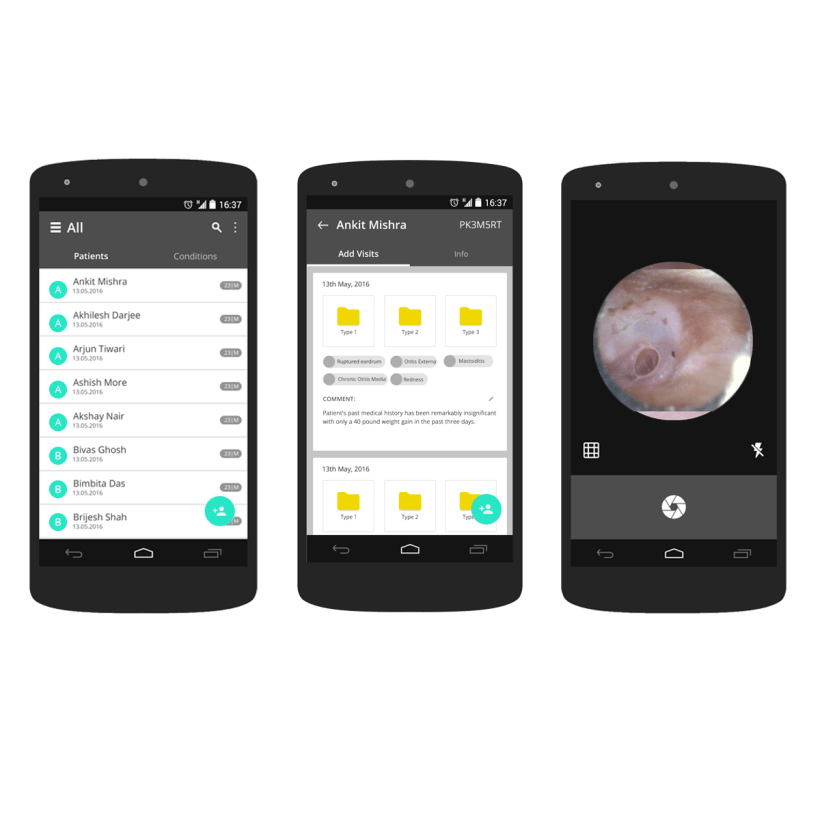 16:37
All
Patients Conditions
A Ankit Mishra 23|M
13.05.2016
A Akhilesh Darjee 23|M
13.05.2016
A Arjun Tiwari 23|M
13.05.2016
A Ashish More 23|M
13.05.2016
A Akshay Nair 23|M
13.05.2016
B Bivas Ghosh 23|M
13.05.2016
B Bimbita Das 23|M
13.05.2016
B Brijesh Shah
13.05.2016
16:37
Ankit Mishra PK3M5RT
Add Visits Info
13th May, 2016
Type 1 Type 2 Type 3
Ruptured eardrum Otitis Externa Mastoiditis
Chronic Otitis Media Redness
COMMENT:
Patient's past medical history has been remarkably insignificant
with only a 40 pound weight gain in the past three days.
13th May, 2016
Type 1 Type 2